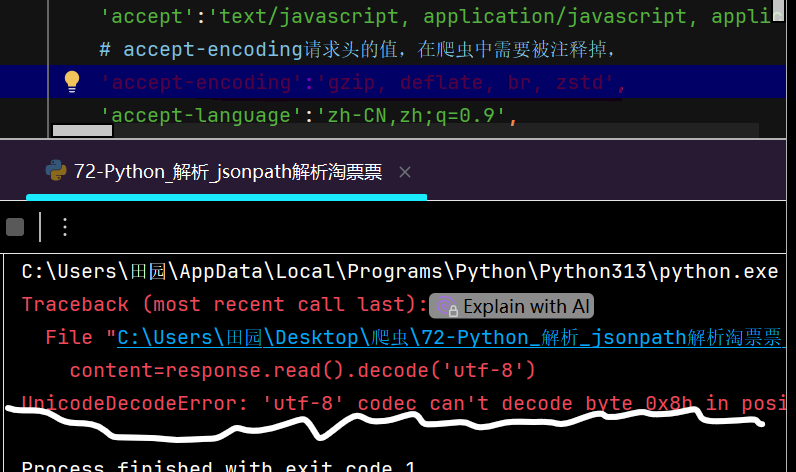 'accept':'text/javascript, application/javascript, applic
# accept-encoding请求头的值，在爬虫中需要被注释掉，
'accept-encoding':'gzip, deflate, br, zstd',
'accept-language':'zh-CN,zh;q=0.9',
72-Python_解析_jsonpath解析淘票票
C:\Users\田园\AppData\Local\Programs\Python\Python313\python.exe
Traceback (most recent call last): Explain with AI
File "C:\Users\田园\Desktop\爬虫\72-Python_解析_jsonpath解析淘票票
content=response.read().decode('utf-8')
UnicodeDecodeError: 'utf-8' codec can't decode byte 0x8b in posi
Process finished with exit code 1